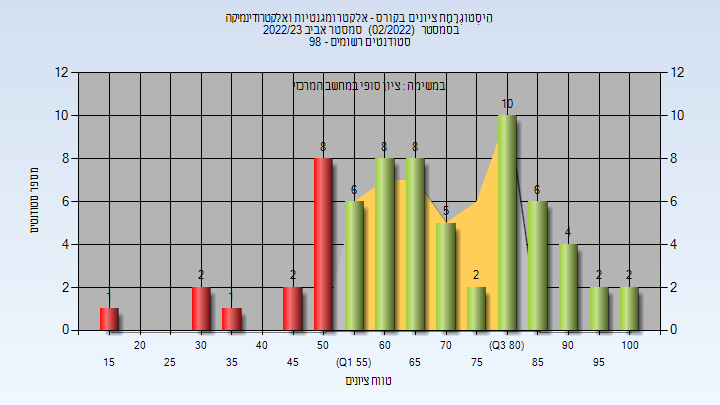 היסטוגרמת ציונים בקורס - אלקטרומגנטיות ואלקטרודינמיקה
בסמסטר (02/2022) סמסטר אביב 2022/23
סטודנטים רשומים - 98
במשימה : ציון סופי במחשב המרכזי
12 12
10 10
8 8
6 6
4 4
2 2
0 0
1 2 1 2 8 6 8 8 5 2 10 6 4 2 2
מספר סטודנטים
20 30 40 50 60 70 (Q3 80) 90 100
15 25 35 45 (Q1 55) 65 75 85 95
טווח ציונים